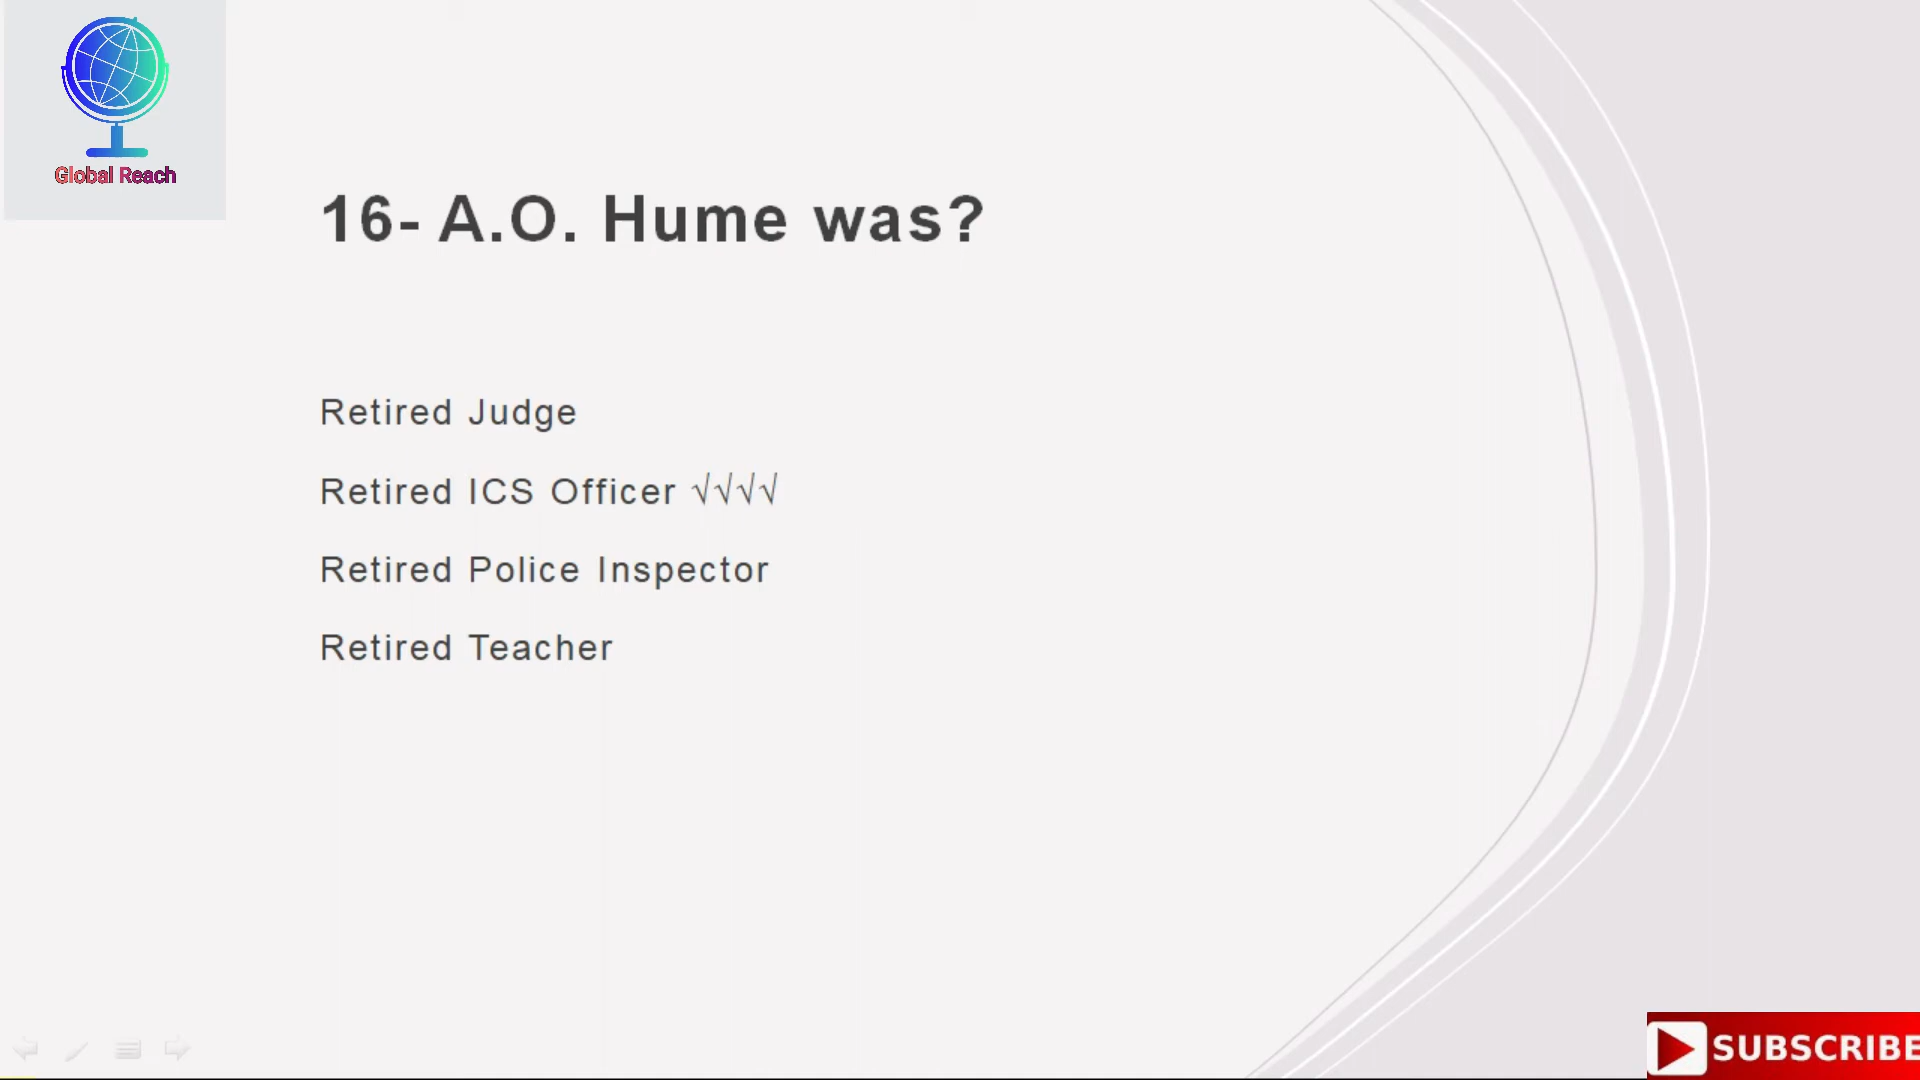 Global Reach
16- A.O. Hume was?
Retired Judge
Retired ICS Officer √√√√
Retired Police Inspector
Retired Teacher
SUBSCRIBE